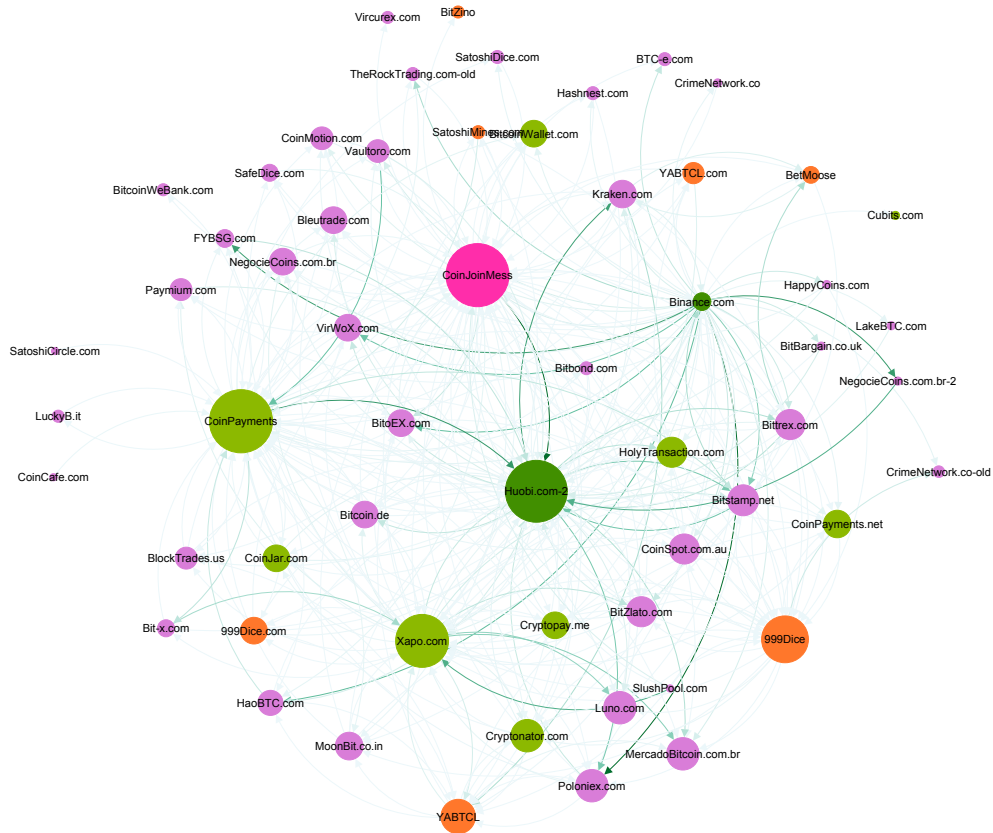 Vircurex.com
BitZino
SatoshiDice.com
BTC-e.com
TheRockTrading.com-old
CrimeNetwork.co
Hashnest.com
CoinMotion.com
SatoshiMines.com
BitcoinWallet.com
Vaultoro.com
SafeDice.com
YABTCL.com
BetMoose
BitcoinWeBank.com
Kraken.com
Cubits.com
Bleutrade.com
FYBSG.com
NegocieCoins.com.br
CoinJoinMess
Paymium.com
HappyCoins.com
Binance.com
VirWoX.com
LakeBTC.com
BitBargain.co.uk
SatoshiCircle.com
Bitbond.com
NegocieCoins.com.br-2
LuckyB.it
CoinPayments
BitoEX.com
Bittrex.com
HolyTransaction.com
CoinCafe.com
CrimeNetwork.co-old
Huobi.com-2
Bitstamp.net
Bitcoin.de
CoinPayments.net
CoinSpot.com.au
BlockTrades.us
CoinJar.com
BitZlato.com
Cryptopay.me
Bit-x.com
999Dice.com
Xapo.com
999Dice
SlushPool.com
HaoBTC.com
Luno.com
Cryptonator.com
MoonBit.co.in
MercadoBitcoin.com.br
Poloniex.com
YABTCL